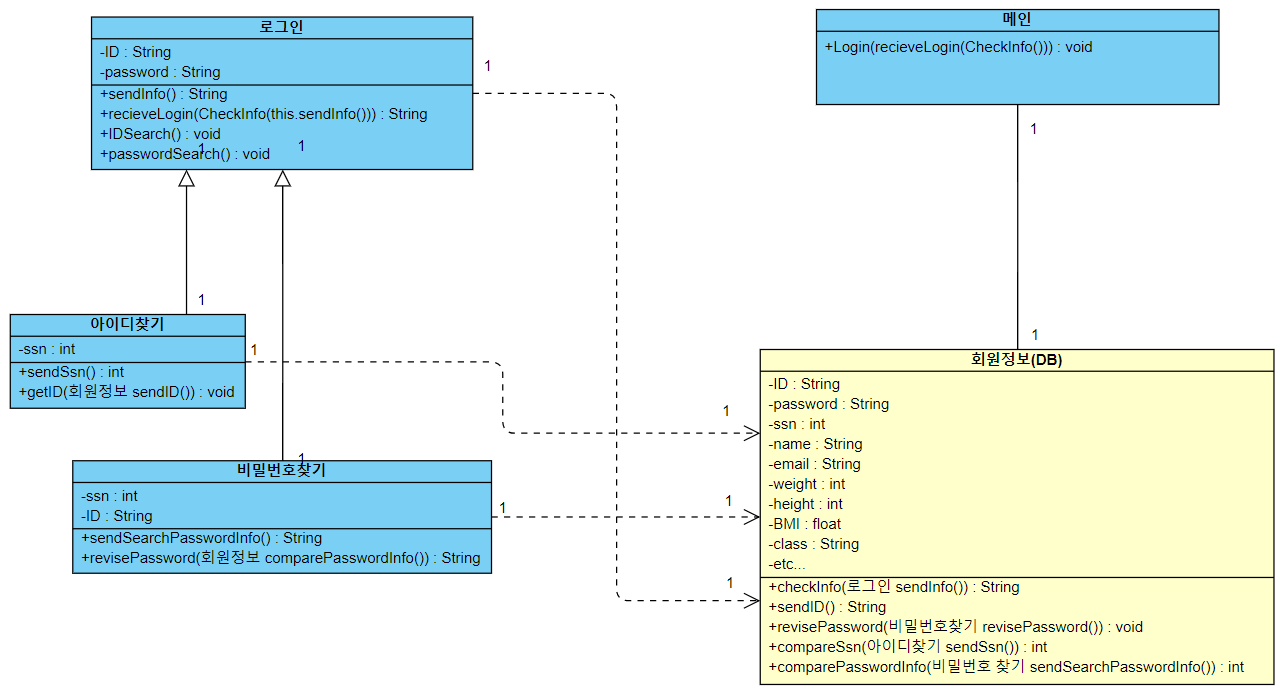 로그인
-ID : String
-password : String
+sendInfo() : String
+recieveLogin(CheckInfo(this.sendInfo())) : String
+IDSearch() : void
+passwordSearch() : void
1
1
1
메인
+Login(recieveLogin(CheckInfo())) : void
1
1
1
아이디찾기
-ssn : int
+sendSsn() : int
+getID(회원정보 sendID()) : void
1
1
비밀번호찾기
-ssn : int
-ID : String
+sendSearchPasswordInfo() : String
+revisePassword(회원정보 comparePasswordInfo()) : String
1
1
1
1
회원정보(DB)
-ID : String
-password : String
-ssn : int
-name : String
-email : String
-weight : int
-height : int
-BMI : float
-class : String
-etc...
+checkInfo(로그인 sendInfo()) : String
+sendID() : String
+revisePassword(비밀번호찾기 revisePassword()) : void
+compareSsn(아이디찾기 sendSsn()) : int
+comparePasswordInfo(비밀번호 찾기 sendSearchPasswordInfo()) : int
1